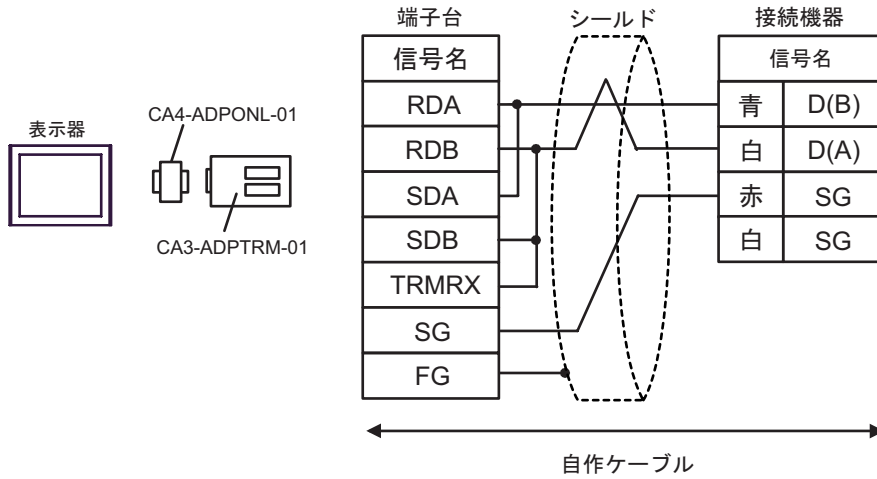 端子台
シールド
接続機器
信号名
信号名
RDA
青 D(B)
RDB
白 D(A)
SDA
赤 SG
SDB
白 SG
TRMRX
SG
FG
表示器
CA4-ADPONL-01
CA3-ADPTRM-01
自作ケーブル